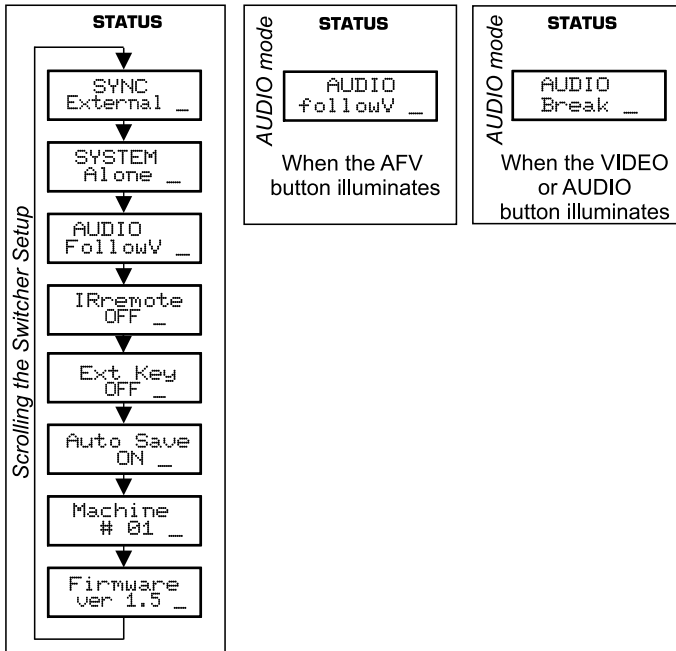 STATUS
Scrolling the Switcher Setup
SYNC
External _
SYSTEM
Alone _
AUDIO
FollowV _
IRremote
OFF _
Ext Key
OFF _
Auto Save
ON _
Machine
# 01 _
Firmware
ver 1.5 _
STATUS
AUDIO mode
AUDIO
followV _
When the AFV
button illuminates
STATUS
AUDIO mode
AUDIO
Break _
When the VIDEO
or AUDIO
button illuminates